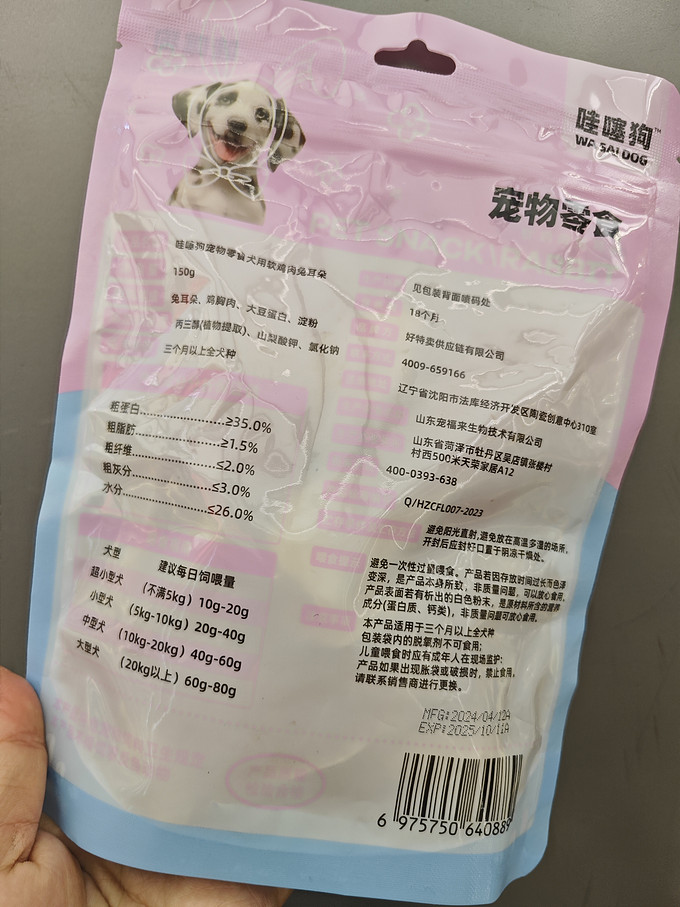 哇噻狗™
WA SAI DOG
宠物零食
PET SNACK
哇噻狗宠物零食犬用软鸡肉兔耳朵
150g
兔耳朵、鸡胸肉、大豆蛋白、淀粉
丙三醇(植物提取)、山梨酸钾、氯化钠
三个月以上全犬种
粗蛋白....................≥35.0%
粗脂肪....................≥1.5%
粗纤维....................≤2.0%
粗灰分....................≤3.0%
水分.......................≤26.0%
犬型 建议每日饲喂量
超小型犬 (不满5kg) 10g-20g
小型犬 (5kg-10kg) 20g-40g
中型犬 (10kg-20kg) 40g-60g
大型犬 (20kg以上) 60g-80g
见包装背面喷码处
18个月
好特卖供应链有限公司
4009-659166
辽宁省沈阳市法库经济开发区陶瓷创意中心310室
山东宠福来生物技术有限公司
山东省菏泽市牡丹区吴店镇张楼村
村西500米天荣家居A12
400-0393-638
Q/HZCFL007-2023
避免阳光直射,避免放在高温多湿的场所,
开封后应封好口置于阴凉干燥处。
避免一次性过量喂食。产品若因存放时间过长而色泽
变深，是产品本身所致，非质量问题，可以放心食用。
产品表面若有析出的白色粉末，是原材料所含的营养
成分(蛋白质、钙类)，非质量问题可放心食用。
本产品适用于三个月以上全犬种
包装袋内的脱氧剂不可食用；
儿童喂食时应有成年人在现场监护；
产品如果出现胀袋或破损时，禁止食用，
请联系销售商进行更换。
MFG:2024/04/12A
EXP:2025/10/11A
6 975750 640889